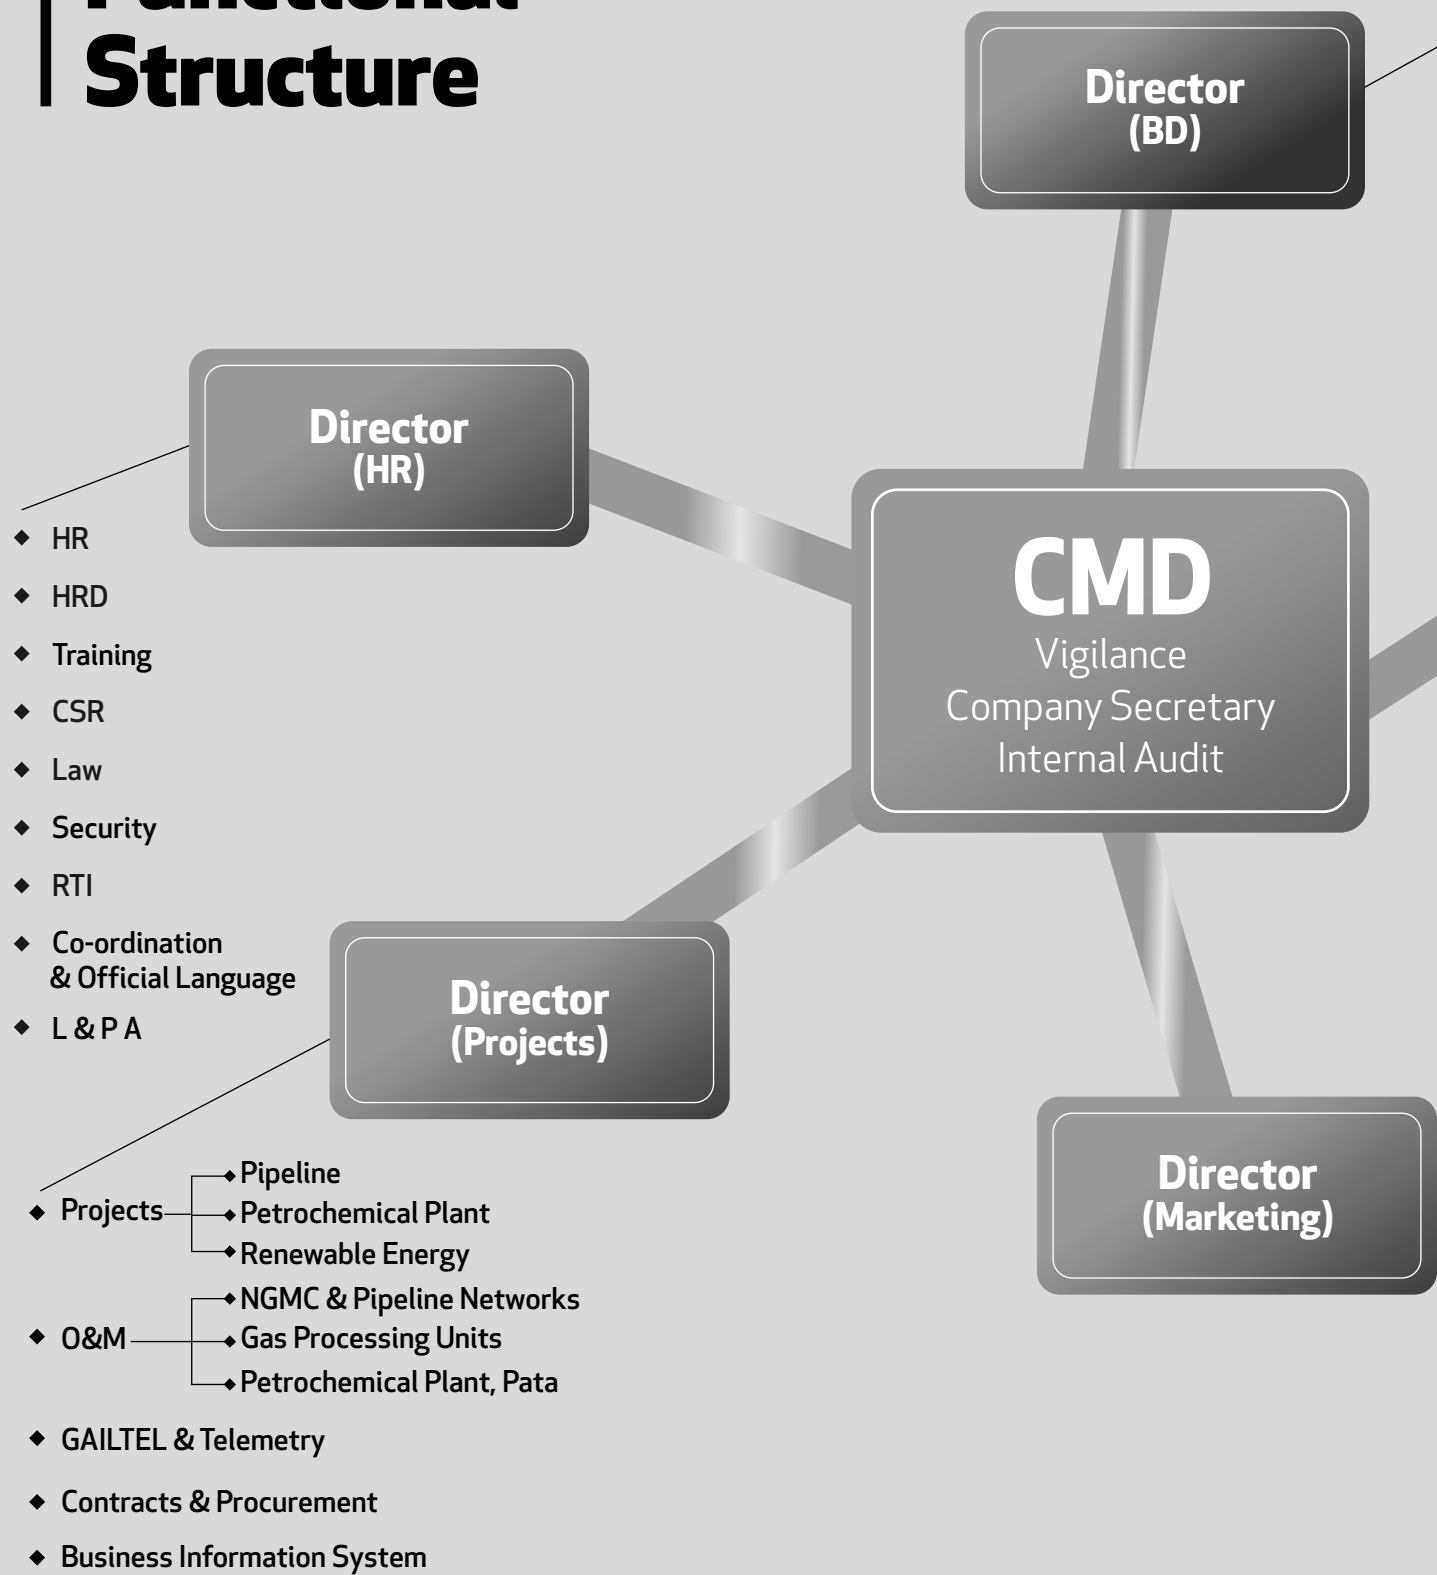 Functional
Structure
Director
(BD)
Director
(HR)
HR
HRD
Training
CSR
Law
Security
RTI
Co-ordination
& Official Language
L & P A
CMD
Vigilance
Company Secretary
Internal Audit
Director
(Projects)
Projects
Pipeline
Petrochemical Plant
Renewable Energy
O&M
NGMC & Pipeline Networks
Gas Processing Units
Petrochemical Plant, Pata
GAILTEL & Telemetry
Contracts & Procurement
Business Information System
Director
(Marketing)